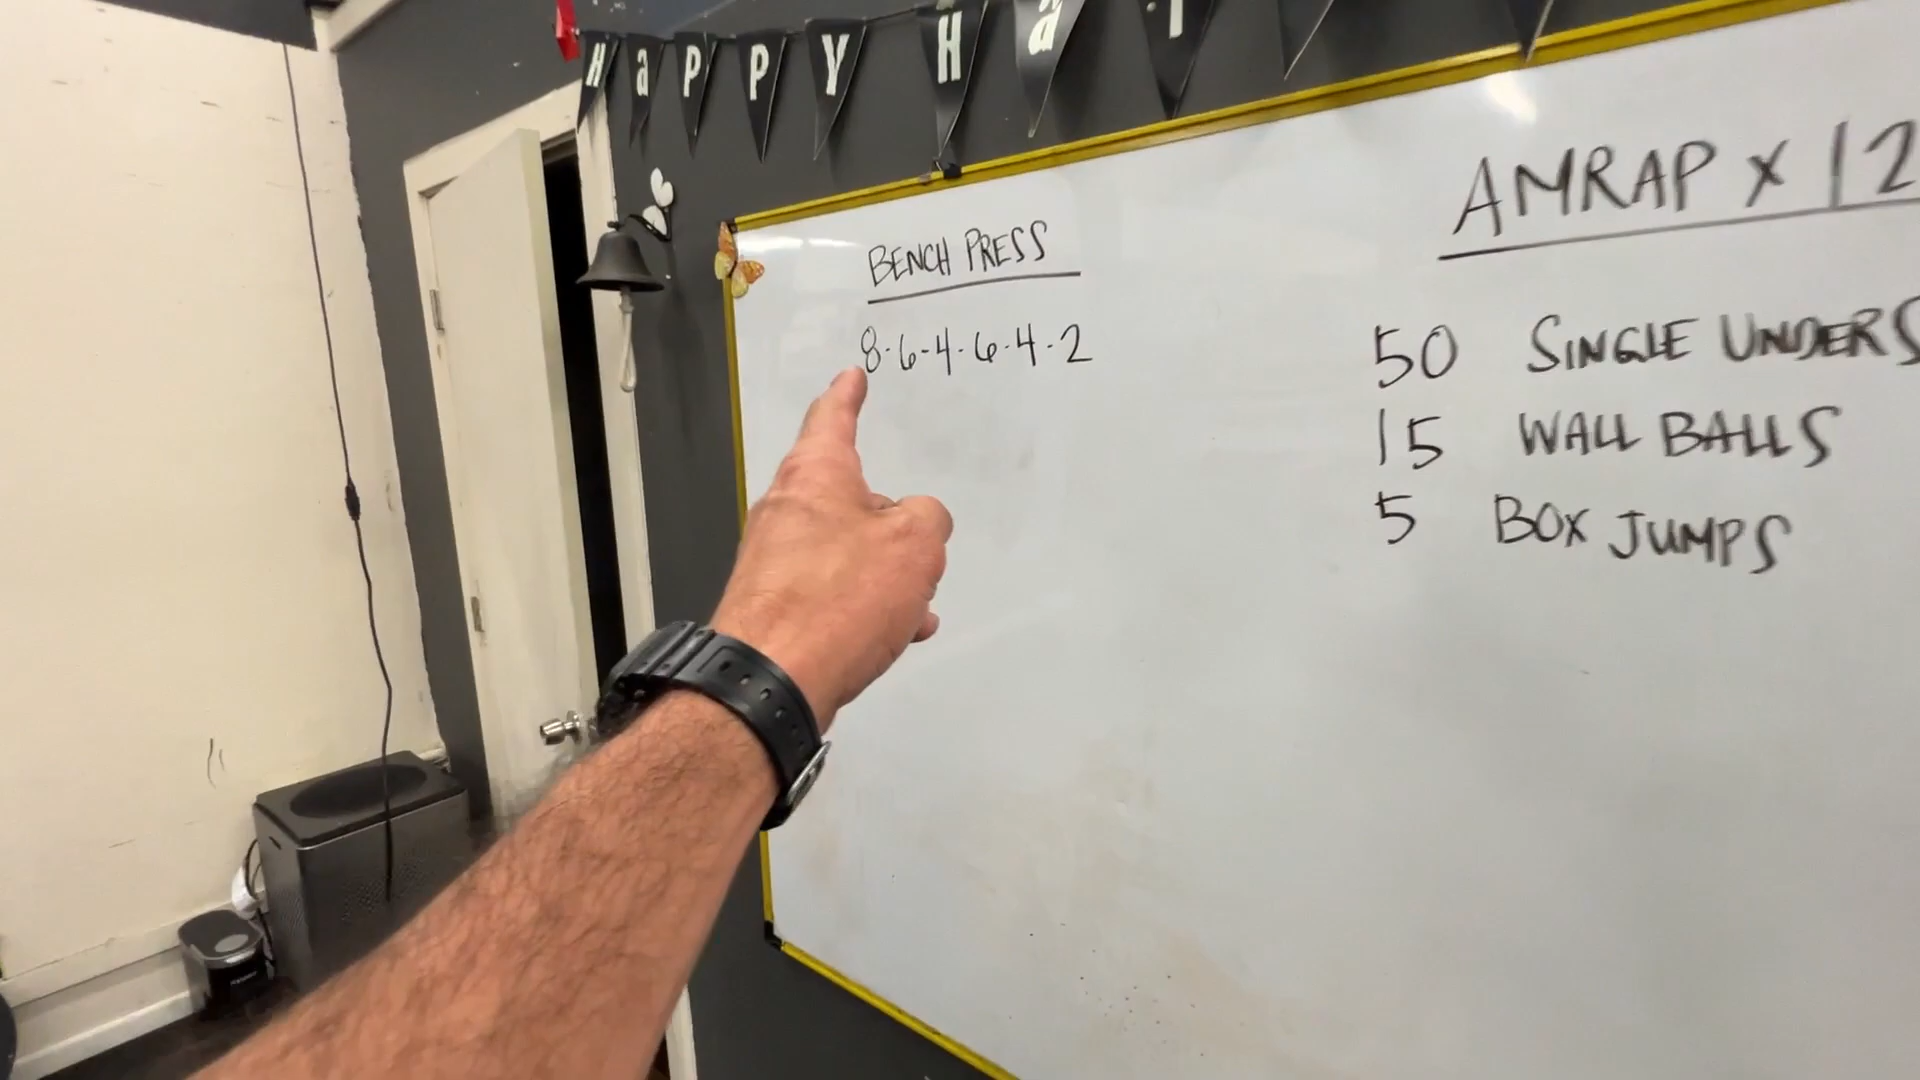 HaPPY Ha
BENCH PRESS
8-6-4-6-4-2
AMRAP x 12
50 SINGLE UNDERS
15 WALL BALLS
5 BOX JUMPS